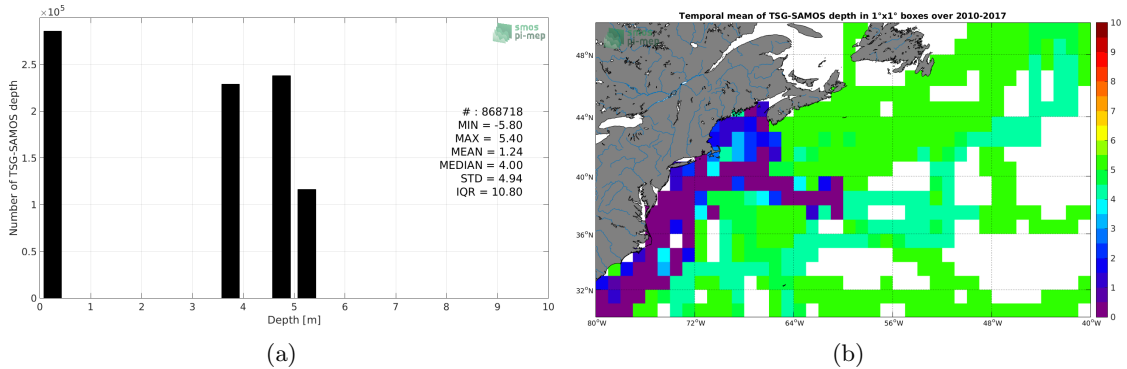 ×10⁵
2.5
2
1.5
1
0.5
0
0 1 2 3 4 5 6 7 8 9 10
Depth [m]
Number of TSG-SAMOS depth
smos
pi-mep
# : 868718
MIN = -5.80
MAX = 5.40
MEAN = 1.24
MEDIAN = 4.00
STD = 4.94
IQR = 10.80
(a)
Temporal mean of TSG-SAMOS depth in 1°x1° boxes over 2010-2017
smos
pi-mep
48°N
44°N
40°N
36°N
32°N
80°W 72°W 64°W 56°W 48°W 40°W
10
9
8
7
6
5
4
3
2
1
0
(b)